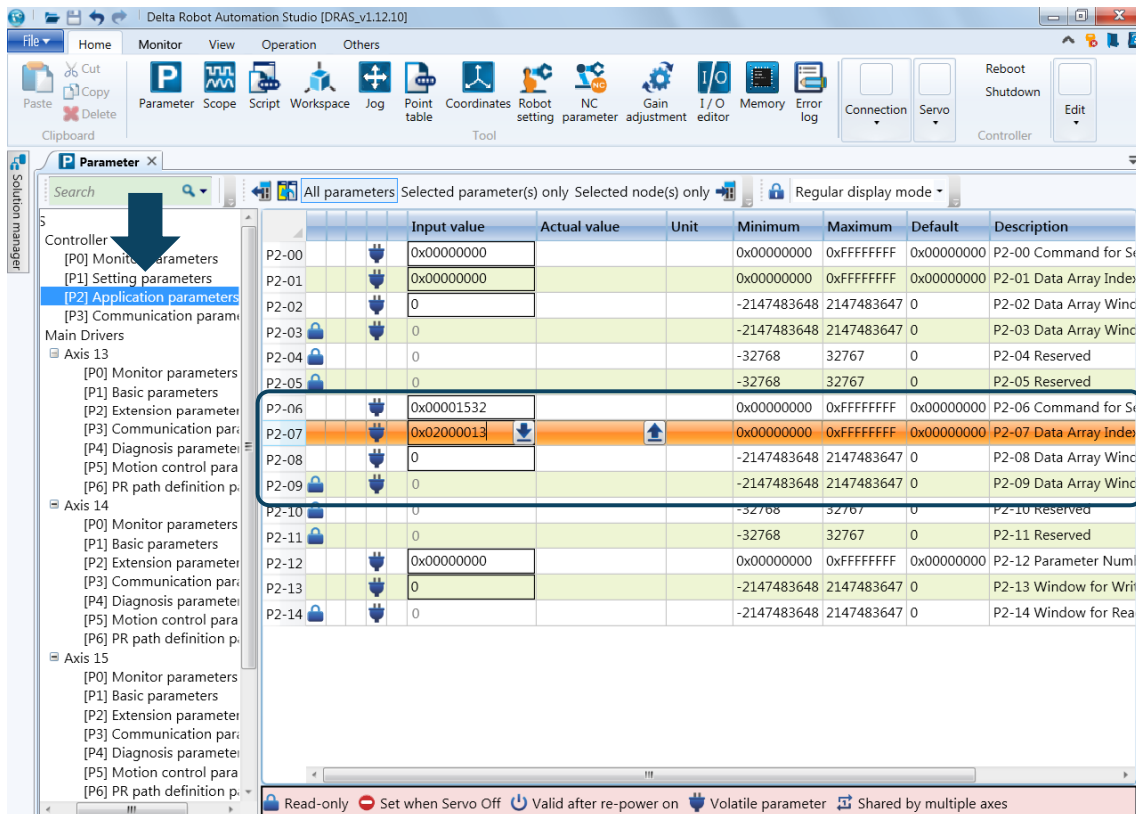 Delta Robot Automation Studio [DRAS_v1.12.10]
File Home Monitor View Operation Others
Cut
Copy
Delete
Paste
Clipboard
Parameter Scope Script Workspace Jog Point table Coordinates Robot setting NC parameter Gain adjustment I / O editor Memory Error log
Tool
Connection Servo
Reboot
Shutdown
Controller
Edit
Solution manager
Parameter
Search All parameters Selected parameter(s) only Selected node(s) only Regular display mode
S
Controller
[P0] Monitor parameters
[P1] Setting parameters
[P2] Application parameters
[P3] Communication parame
Main Drivers
Axis 13
[P0] Monitor parameters
[P1] Basic parameters
[P2] Extension parameter
[P3] Communication para
[P4] Diagnosis parameter
[P5] Motion control para
[P6] PR path definition pa
Axis 14
[P0] Monitor parameters
[P1] Basic parameters
[P2] Extension parameter
[P3] Communication para
[P4] Diagnosis parameter
[P5] Motion control para
[P6] PR path definition pa
Axis 15
[P0] Monitor parameters
[P1] Basic parameters
[P2] Extension parameter
[P3] Communication para
[P4] Diagnosis parameter
[P5] Motion control para
[P6] PR path definition pa
Input value Actual value Unit Minimum Maximum Default Description
P2-00 0x00000000 0x00000000 0xFFFFFFFF 0x00000000 P2-00 Command for Se
P2-01 0x00000000 0x00000000 0xFFFFFFFF 0x00000000 P2-01 Data Array Index
P2-02 0 -2147483648 2147483647 0 P2-02 Data Array Wind
P2-03 0 -2147483648 2147483647 0 P2-03 Data Array Wind
P2-04 0 -32768 32767 0 P2-04 Reserved
P2-05 0 -32768 32767 0 P2-05 Reserved
P2-06 0x00001532 0x00000000 0xFFFFFFFF 0x00000000 P2-06 Command for Se
P2-07 0x02000013 0x00000000 0xFFFFFFFF 0x00000000 P2-07 Data Array Index
P2-08 0 -2147483648 2147483647 0 P2-08 Data Array Wind
P2-09 0 -2147483648 2147483647 0 P2-09 Data Array Wind
P2-10 0 -32768 32767 0 P2-10 Reserved
P2-11 0 -32768 32767 0 P2-11 Reserved
P2-12 0x00000000 0x00000000 0xFFFFFFFF 0x00000000 P2-12 Parameter Numl
P2-13 0 -2147483648 2147483647 0 P2-13 Window for Wri
P2-14 0 -2147483648 2147483647 0 P2-14 Window for Rea
Read-only Set when Servo Off Valid after re-power on Volatile parameter Shared by multiple axes